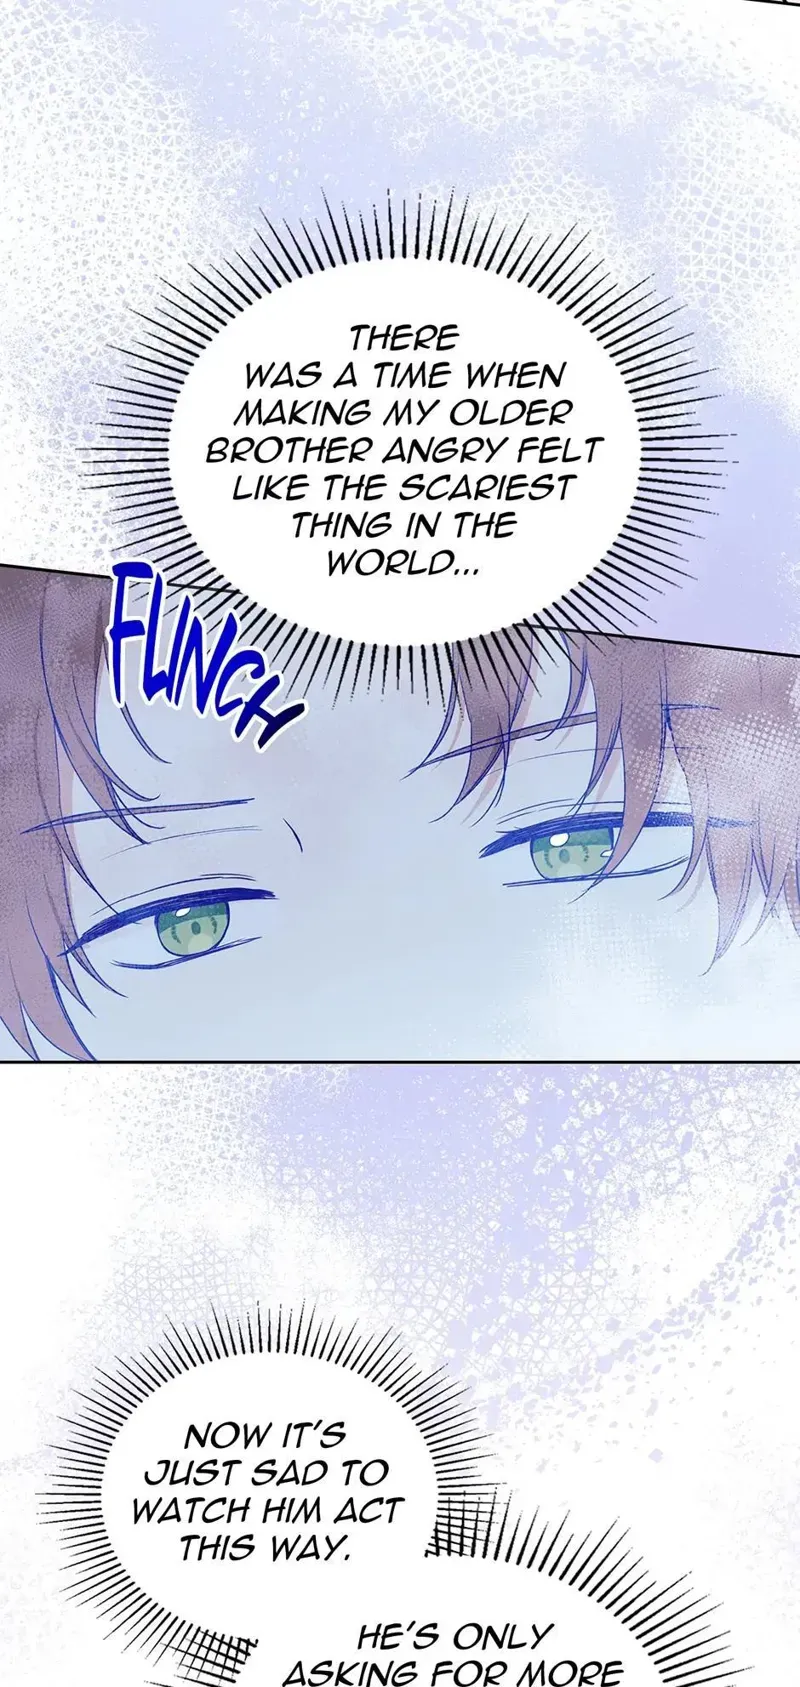 THERE
WAS A TIME WHEN
MAKING MY OLDER
BROTHER ANGRY FELT
LIKE THE SCARIEST
THING IN THE
WORLD...
FLINCH
NOW IT'S
JUST SAD TO
WATCH HIM ACT
THIS WAY.
HE'S ONLY
ASKING FOR MORE